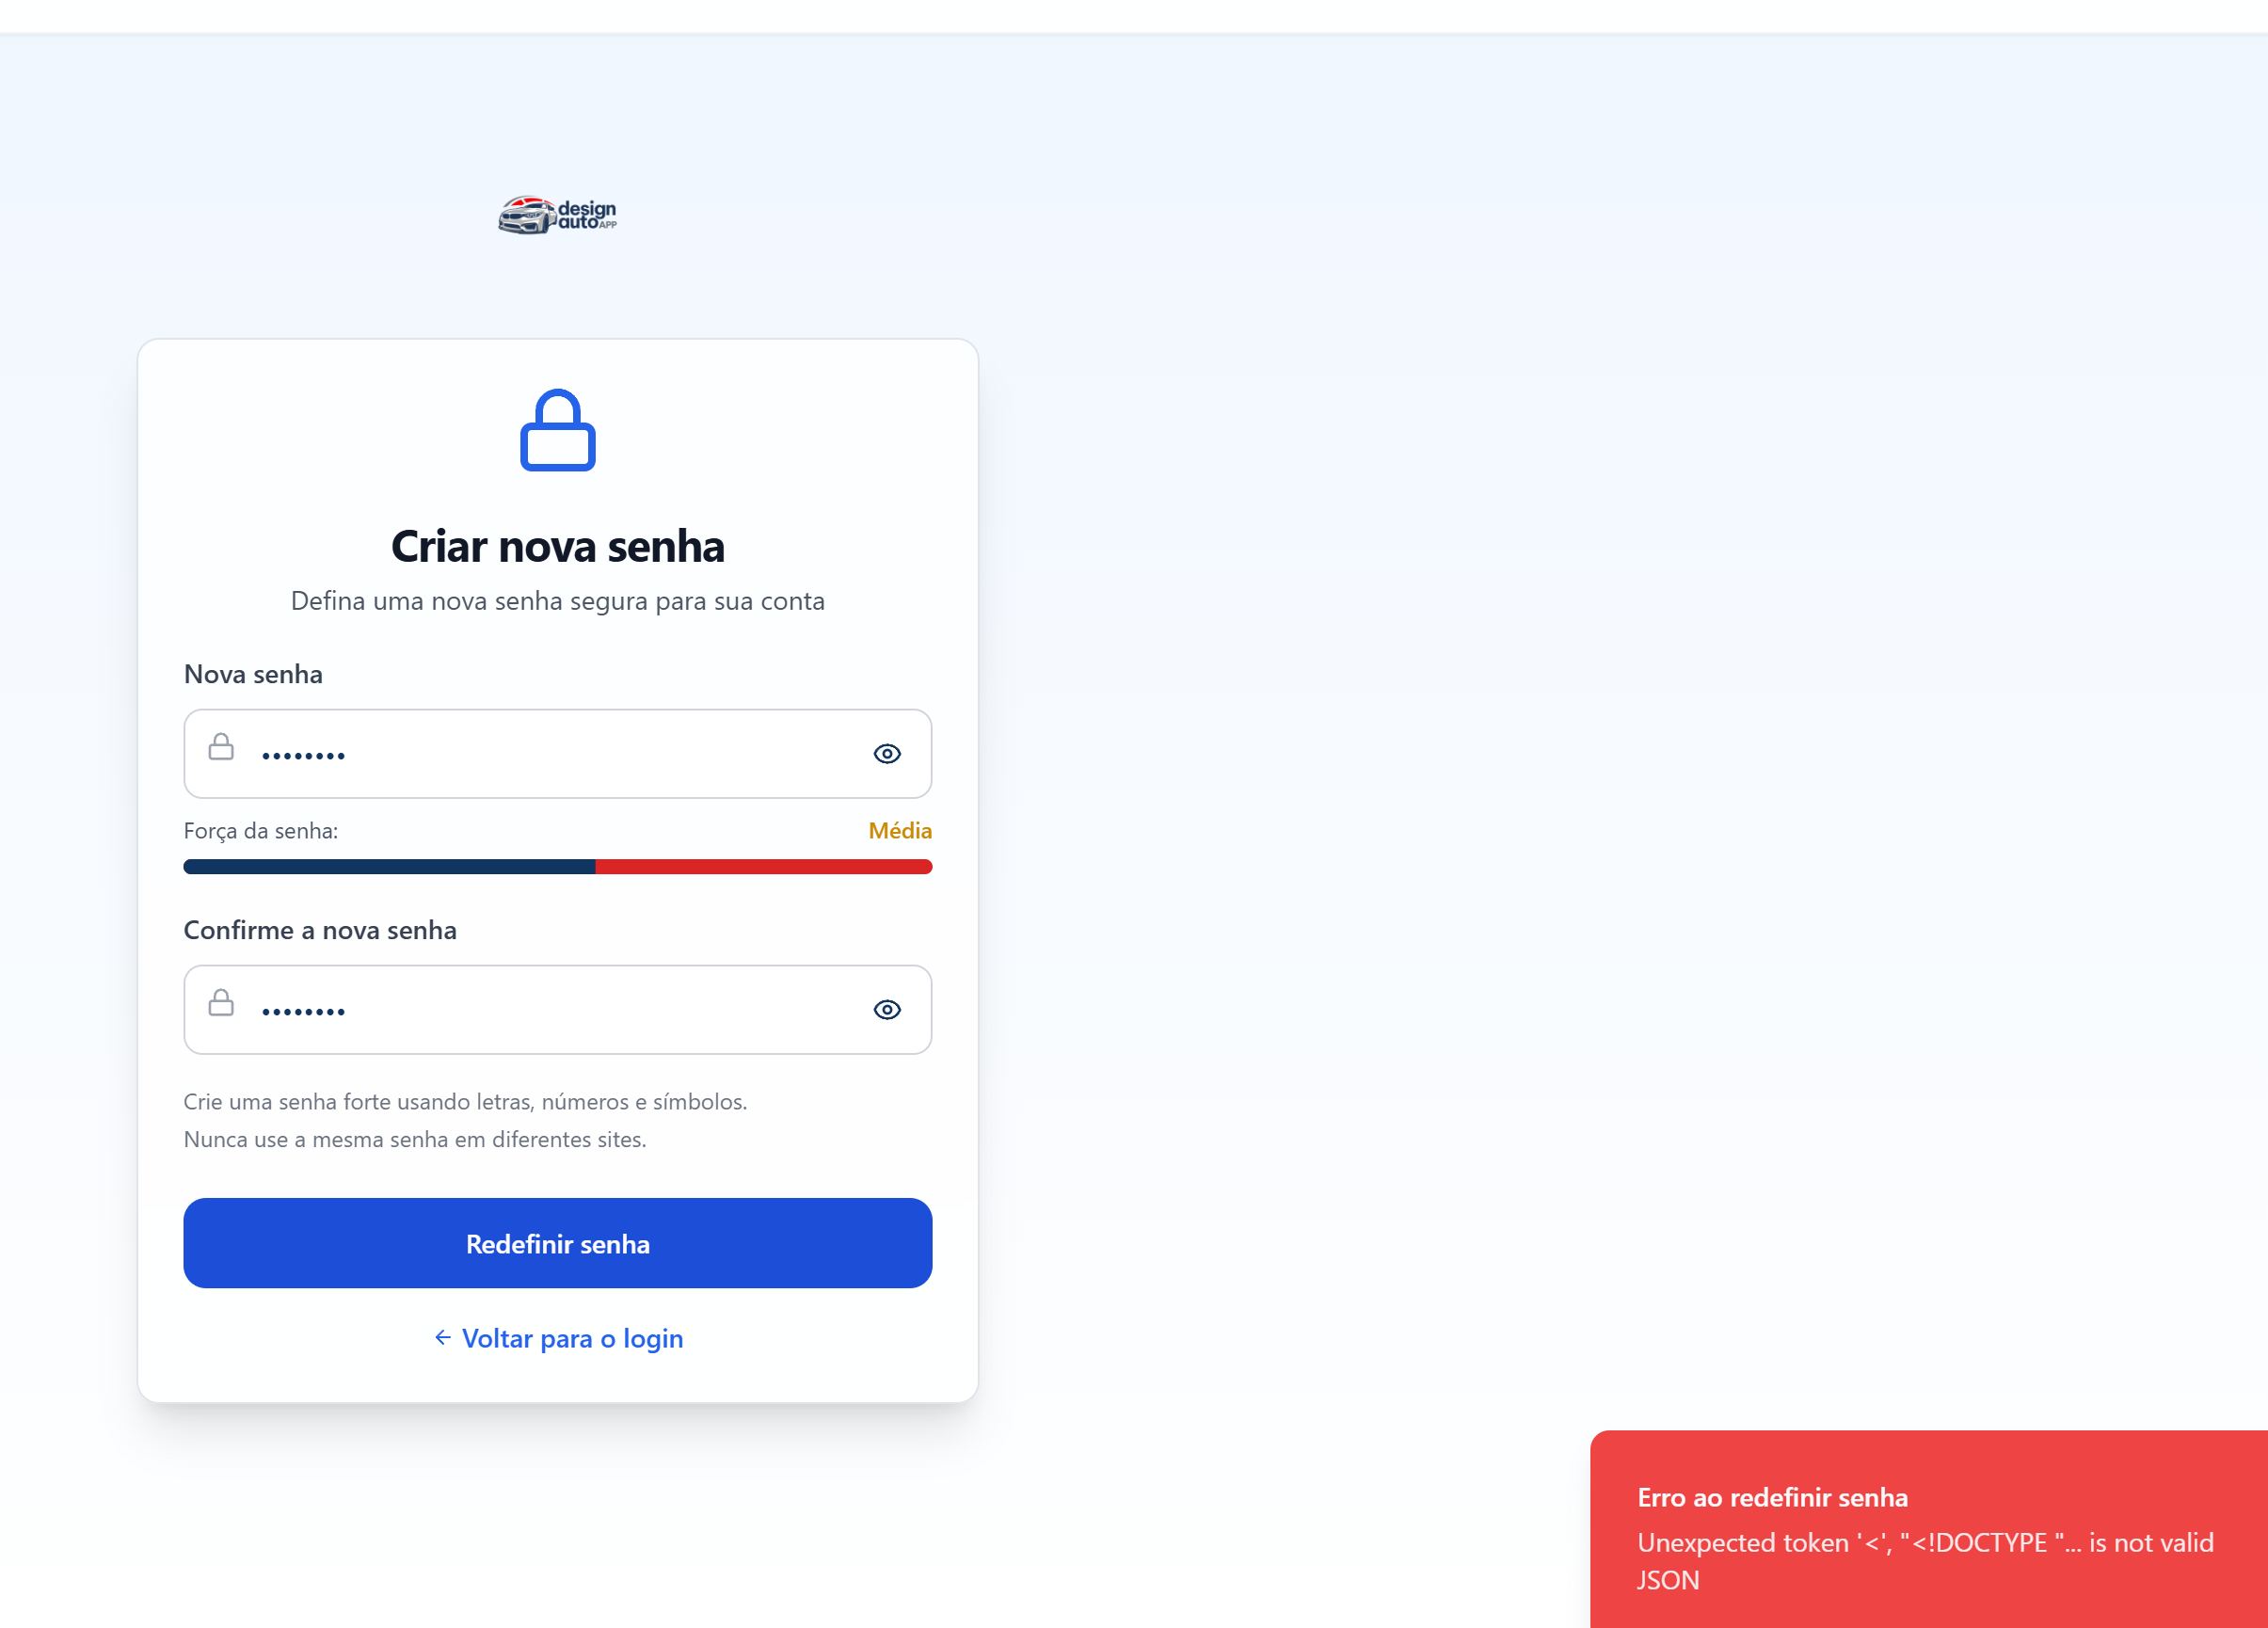 design
autoAPP
Criar nova senha
Defina uma nova senha segura para sua conta
Nova senha
••••••••
Força da senha:
Média
Confirme a nova senha
••••••••
Crie uma senha forte usando letras, números e símbolos.
Nunca use a mesma senha em diferentes sites.
Redefinir senha
← Voltar para o login
Erro ao redefinir senha
Unexpected token '<', "<!DOCTYPE "... is not valid
JSON